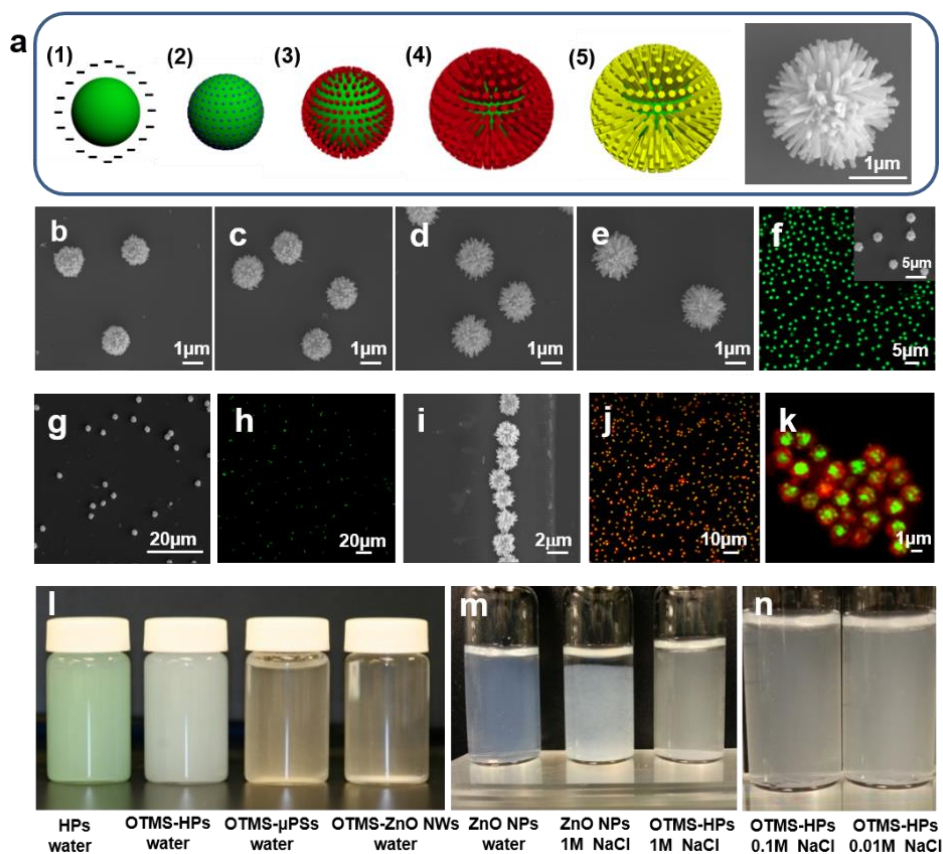 a
(1) (2) (3) (4) (5)
1μm
b c d e f
5μm
1μm 1μm 1μm 1μm 5μm
g h i j k
20μm 20μm 2μm 10μm 1μm
l m n
HPs OTMS-HPs OTMS-μPSs OTMS-ZnO NWs ZnO NPs ZnO NPs OTMS-HPs OTMS-HPs OTMS-HPs
water water water water water 1M NaCl 1M NaCl 0.1M NaCl 0.01M NaCl